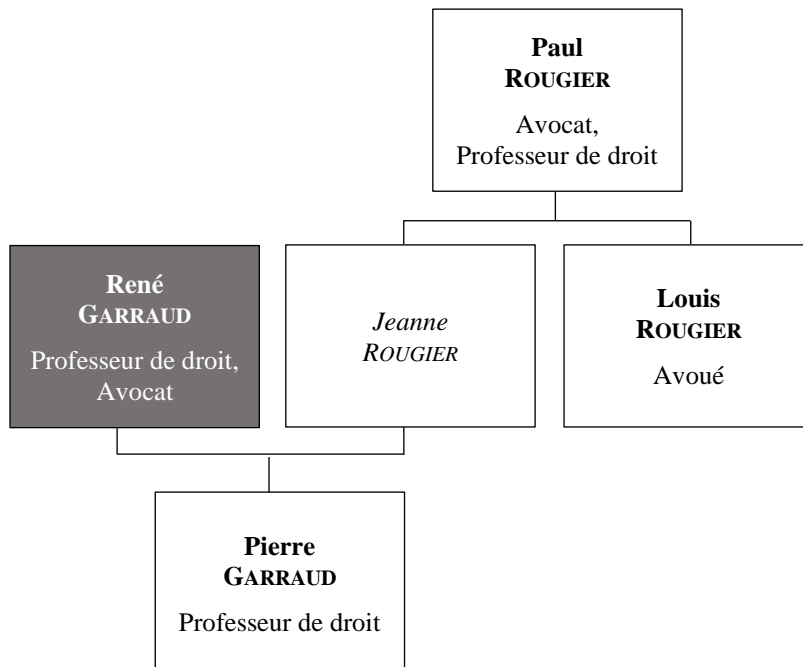 Paul
ROUGIER
Avocat,
Professeur de droit
René
GARRAUD
Professeur de droit,
Avocat
Jeanne
ROUGIER
Louis
ROUGIER
Avoué
Pierre
GARRAUD
Professeur de droit